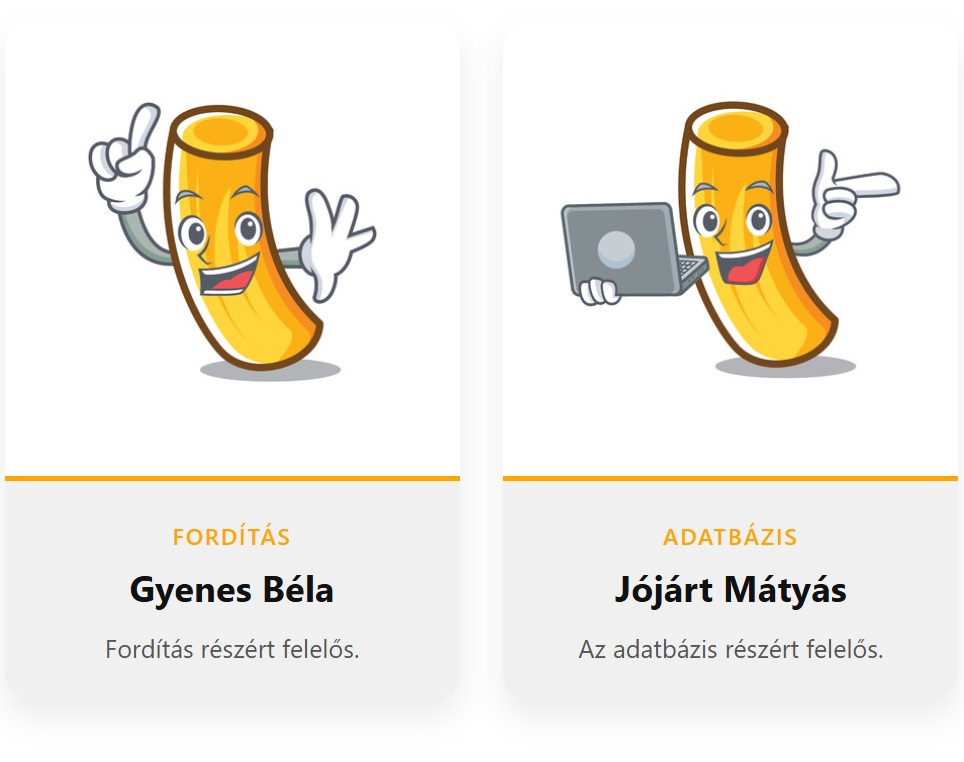 FORDÍTÁS
Gyenes Béla
Fordítás részért felelős.
ADATBÁZIS
Jójárt Mátyás
Az adatbázis részért felelős.